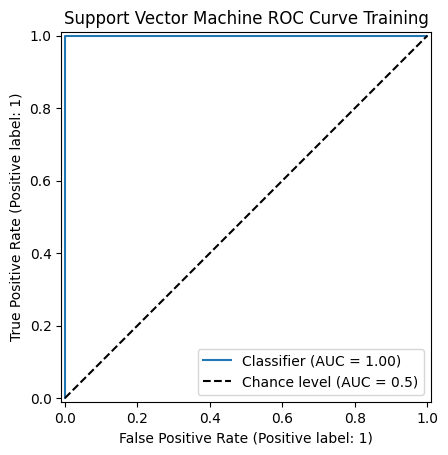 Support Vector Machine ROC Curve Training
True Positive Rate (Positive label: 1)
1.0
0.8
0.6
0.4
0.2
0.0
Classifier (AUC = 1.00)
Chance level (AUC = 0.5)
0.0 0.2 0.4 0.6 0.8 1.0
False Positive Rate (Positive label: 1)